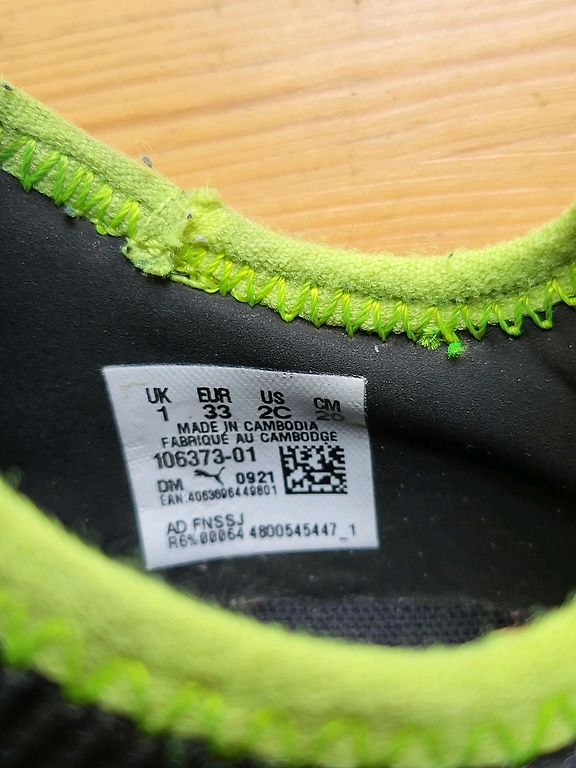 UK EUR US CM
1 33 2C 20
MADE IN CAMBODIA
FABRIQUÉ AU CAMBODGE
106373-01
DM 0921
EAN.4063696449801
AD FNSSJ
R6%00064 4800545447_1